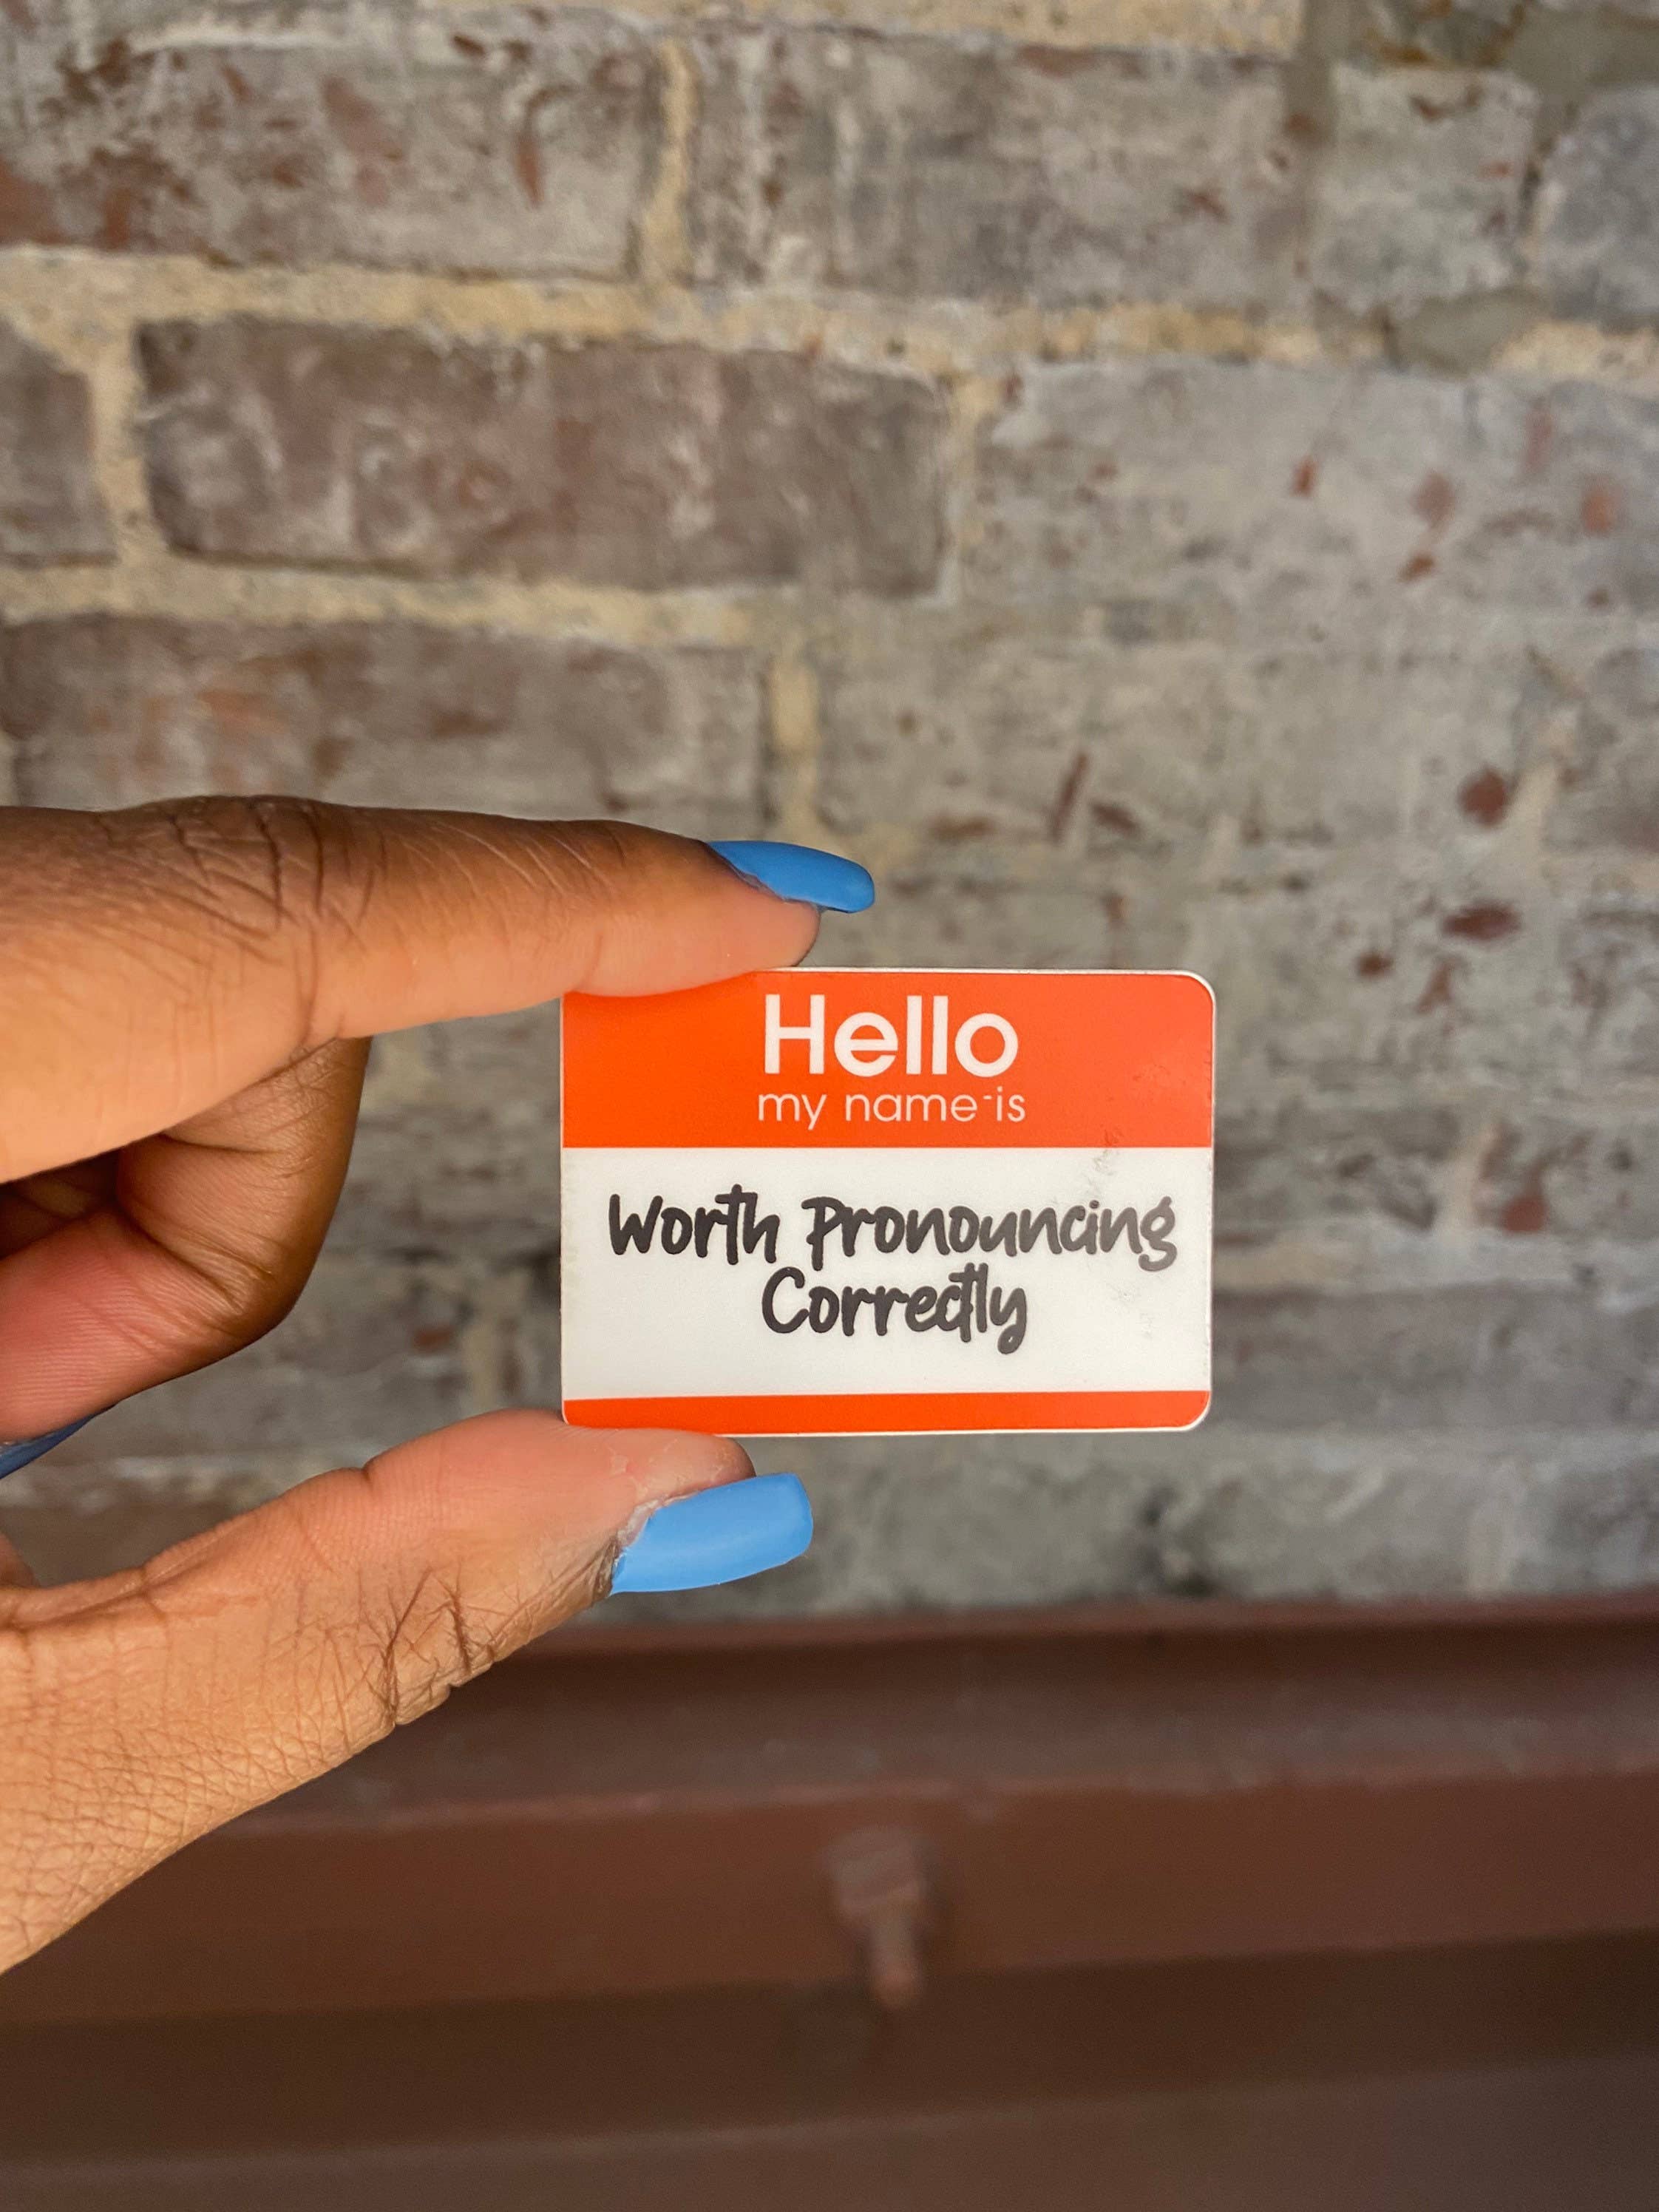 Hello
my name is
Worth Pronouncing
Correctly